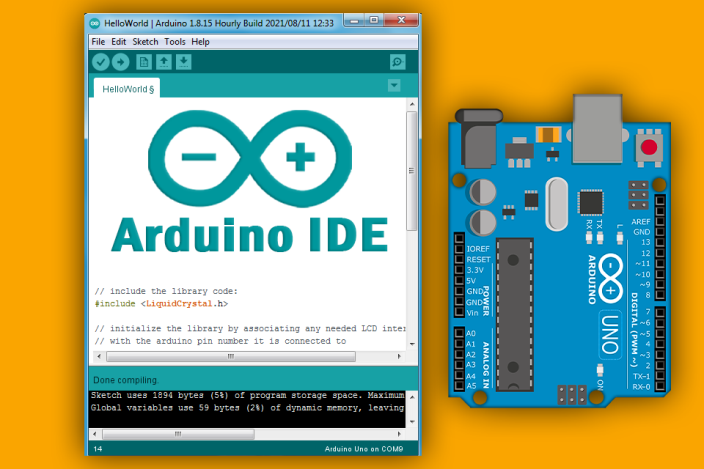 HelloWorld | Arduino 1.8.15 Hourly Build 2021/08/11 12:33
File Edit Sketch Tools Help
HelloWorld §
Arduino IDE
// include the library code:
#include <LiquidCrystal.h>
// initialize the library by associating any needed LCD inter
// with the arduino pin number it is connected to
Done compiling.
Sketch uses 1894 bytes (5%) of program storage space. Maximum
Global variables use 59 bytes (2%) of dynamic memory, leaving
14
Arduino Uno on COM9
RX
TX
L
AREF
GND
13
12
~11
~10
~9
8
7
~6
~5
4
~3
2
TX-1
RX-0
DIGITAL (PWM ~)
IOREF
RESET
3.3V
5V
GND
GND
Vin
POWER
A0
A1
A2
A3
A4
A5
ANALOG IN
ARDUINO
UNO
ON